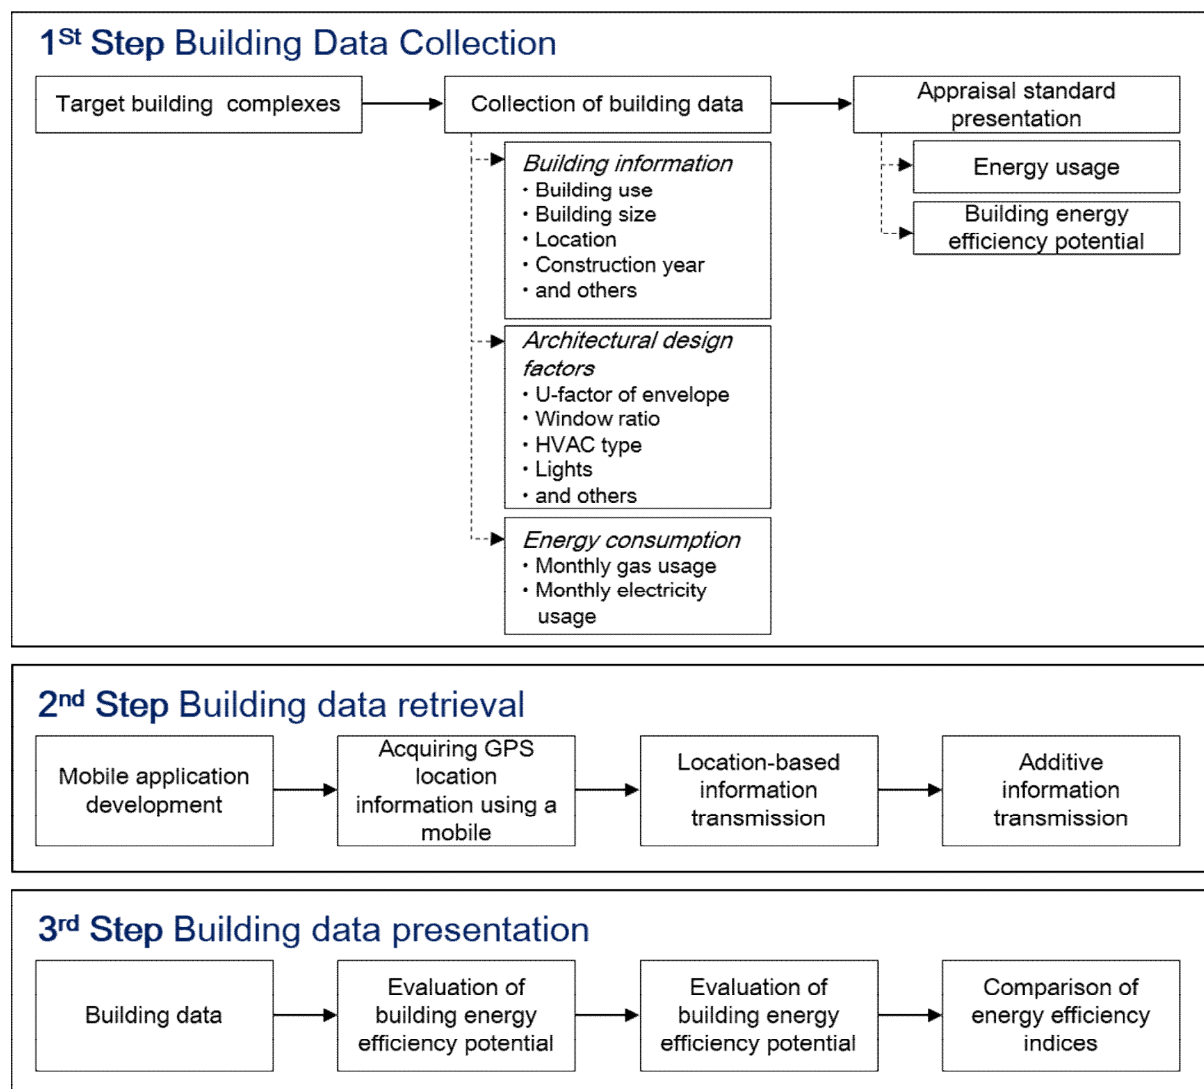 1St Step Building Data Collection
Target building complexes
Collection of building data
Appraisal standard
presentation
Building information
· Building use
· Building size
· Location
· Construction year
· and others
Architectural design
factors
· U-factor of envelope
· Window ratio
· HVAC type
· Lights
· and others
Energy consumption
· Monthly gas usage
· Monthly electricity
usage
Energy usage
Building energy
efficiency potential
2nd Step Building data retrieval
Mobile application
development
Acquiring GPS
location
information using a
mobile
Location-based
information
transmission
Additive
information
transmission
3rd Step Building data presentation
Building data
Evaluation of
building energy
efficiency potential
Evaluation of
building energy
efficiency potential
Comparison of
energy efficiency
indices